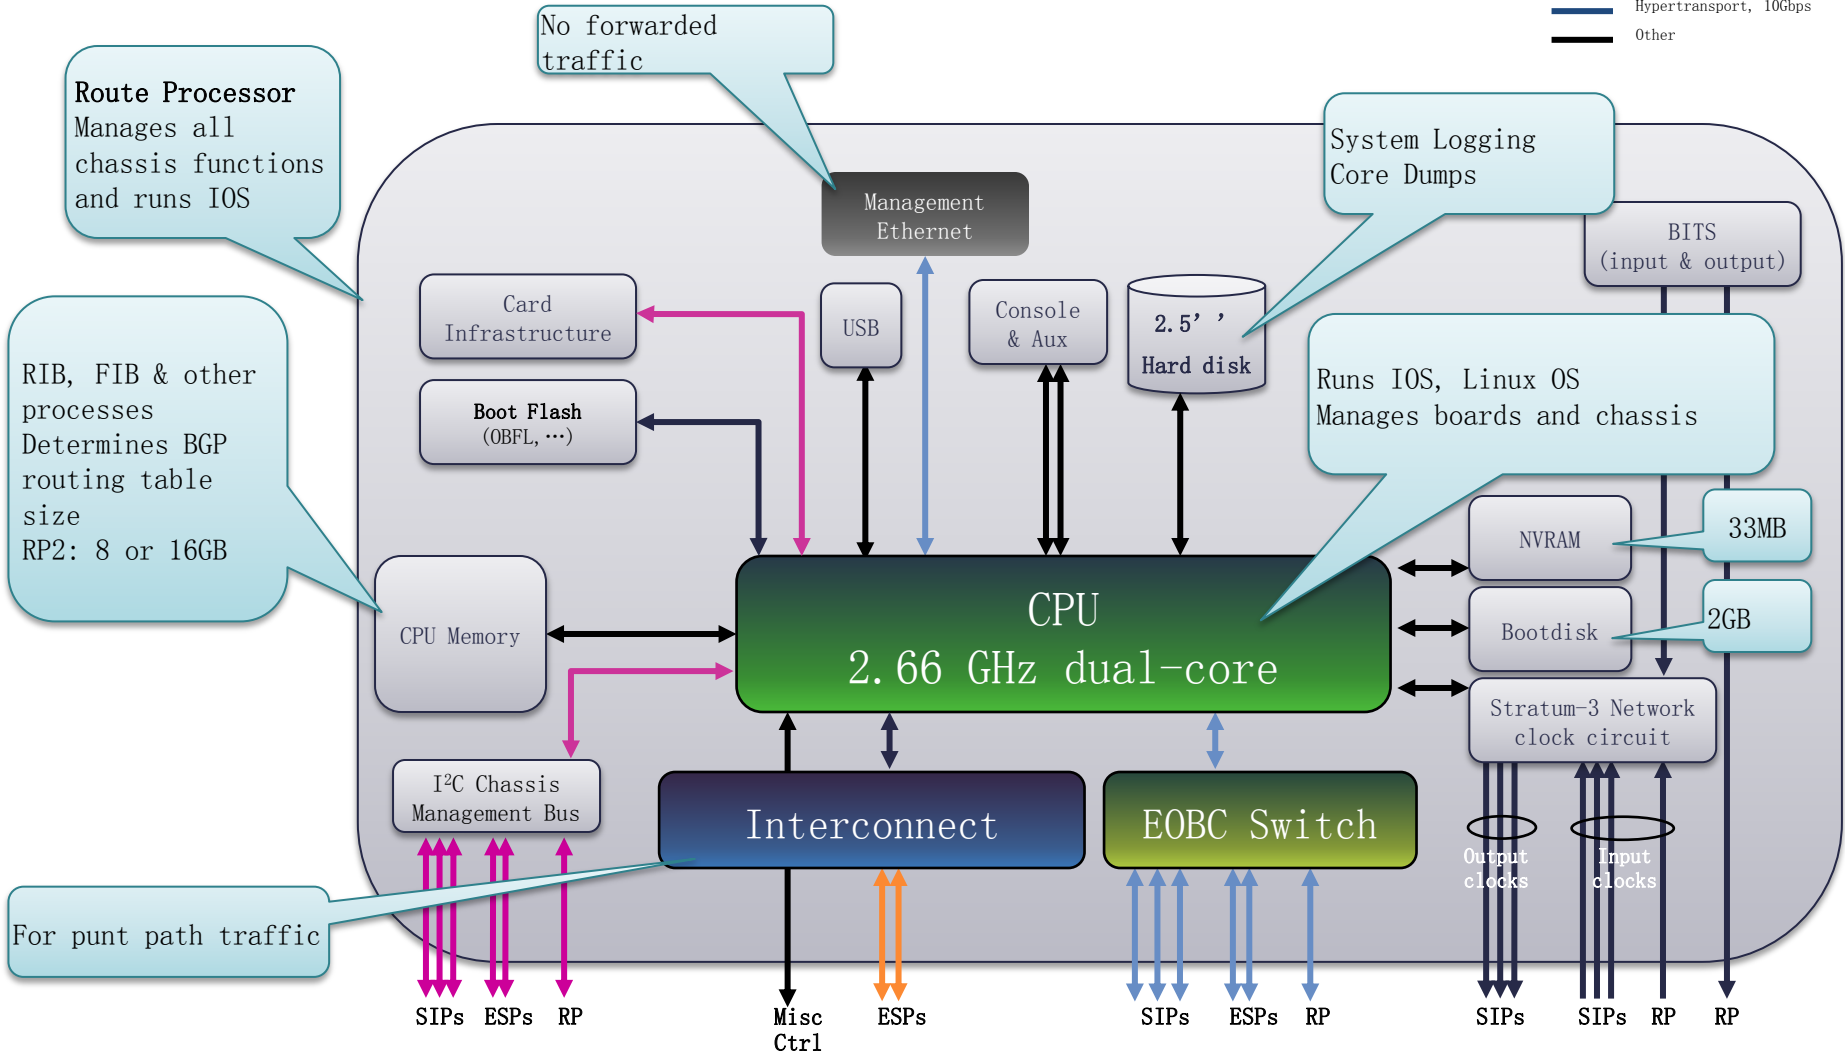 Hypertransport, 10Gbps
Other
No forwarded
traffic
Route Processor
Manages all
chassis functions
and runs IOS
System Logging
Core Dumps
Management
Ethernet
BITS
(input & output)
Card
Infrastructure
USB
Console
& Aux
2.5’’
Hard disk
RIB, FIB & other
processes
Determines BGP
routing table
size
RP2: 8 or 16GB
Boot Flash
(OBFL,…)
Runs IOS, Linux OS
Manages boards and chassis
NVRAM
33MB
CPU Memory
CPU
2.66 GHz dual-core
Bootdisk
2GB
Stratum-3 Network
clock circuit
I²C Chassis
Management Bus
Interconnect
EOBC Switch
Output
clocks
Input
clocks
For punt path traffic
SIPs
ESPs
RP
Misc
Ctrl
ESPs
SIPs
ESPs
RP
SIPs
SIPs
RP
RP